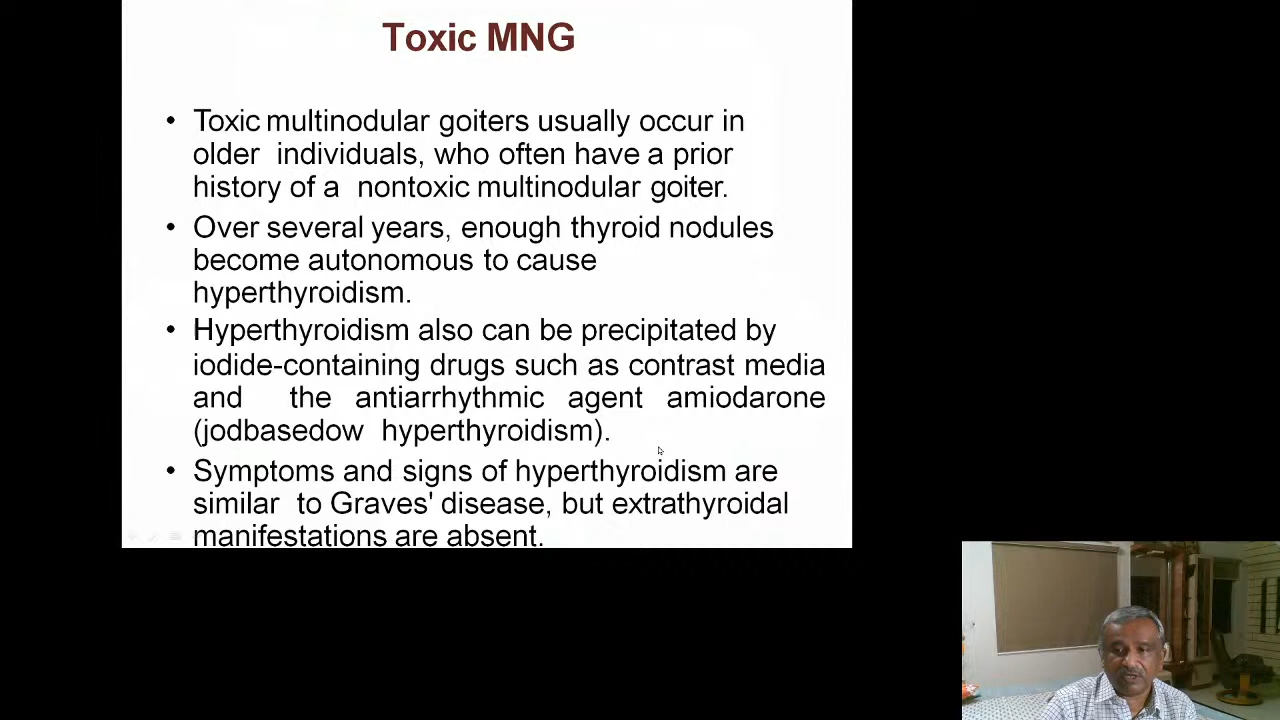 Toxic MNG
• Toxic multinodular goiters usually occur in
older individuals, who often have a prior
history of a nontoxic multinodular goiter.
• Over several years, enough thyroid nodules
become autonomous to cause
hyperthyroidism.
• Hyperthyroidism also can be precipitated by
iodide-containing drugs such as contrast media
and the antiarrhythmic agent amiodarone
(jodbasedow hyperthyroidism).
• Symptoms and signs of hyperthyroidism are
similar to Graves' disease, but extrathyroidal
manifestations are absent.